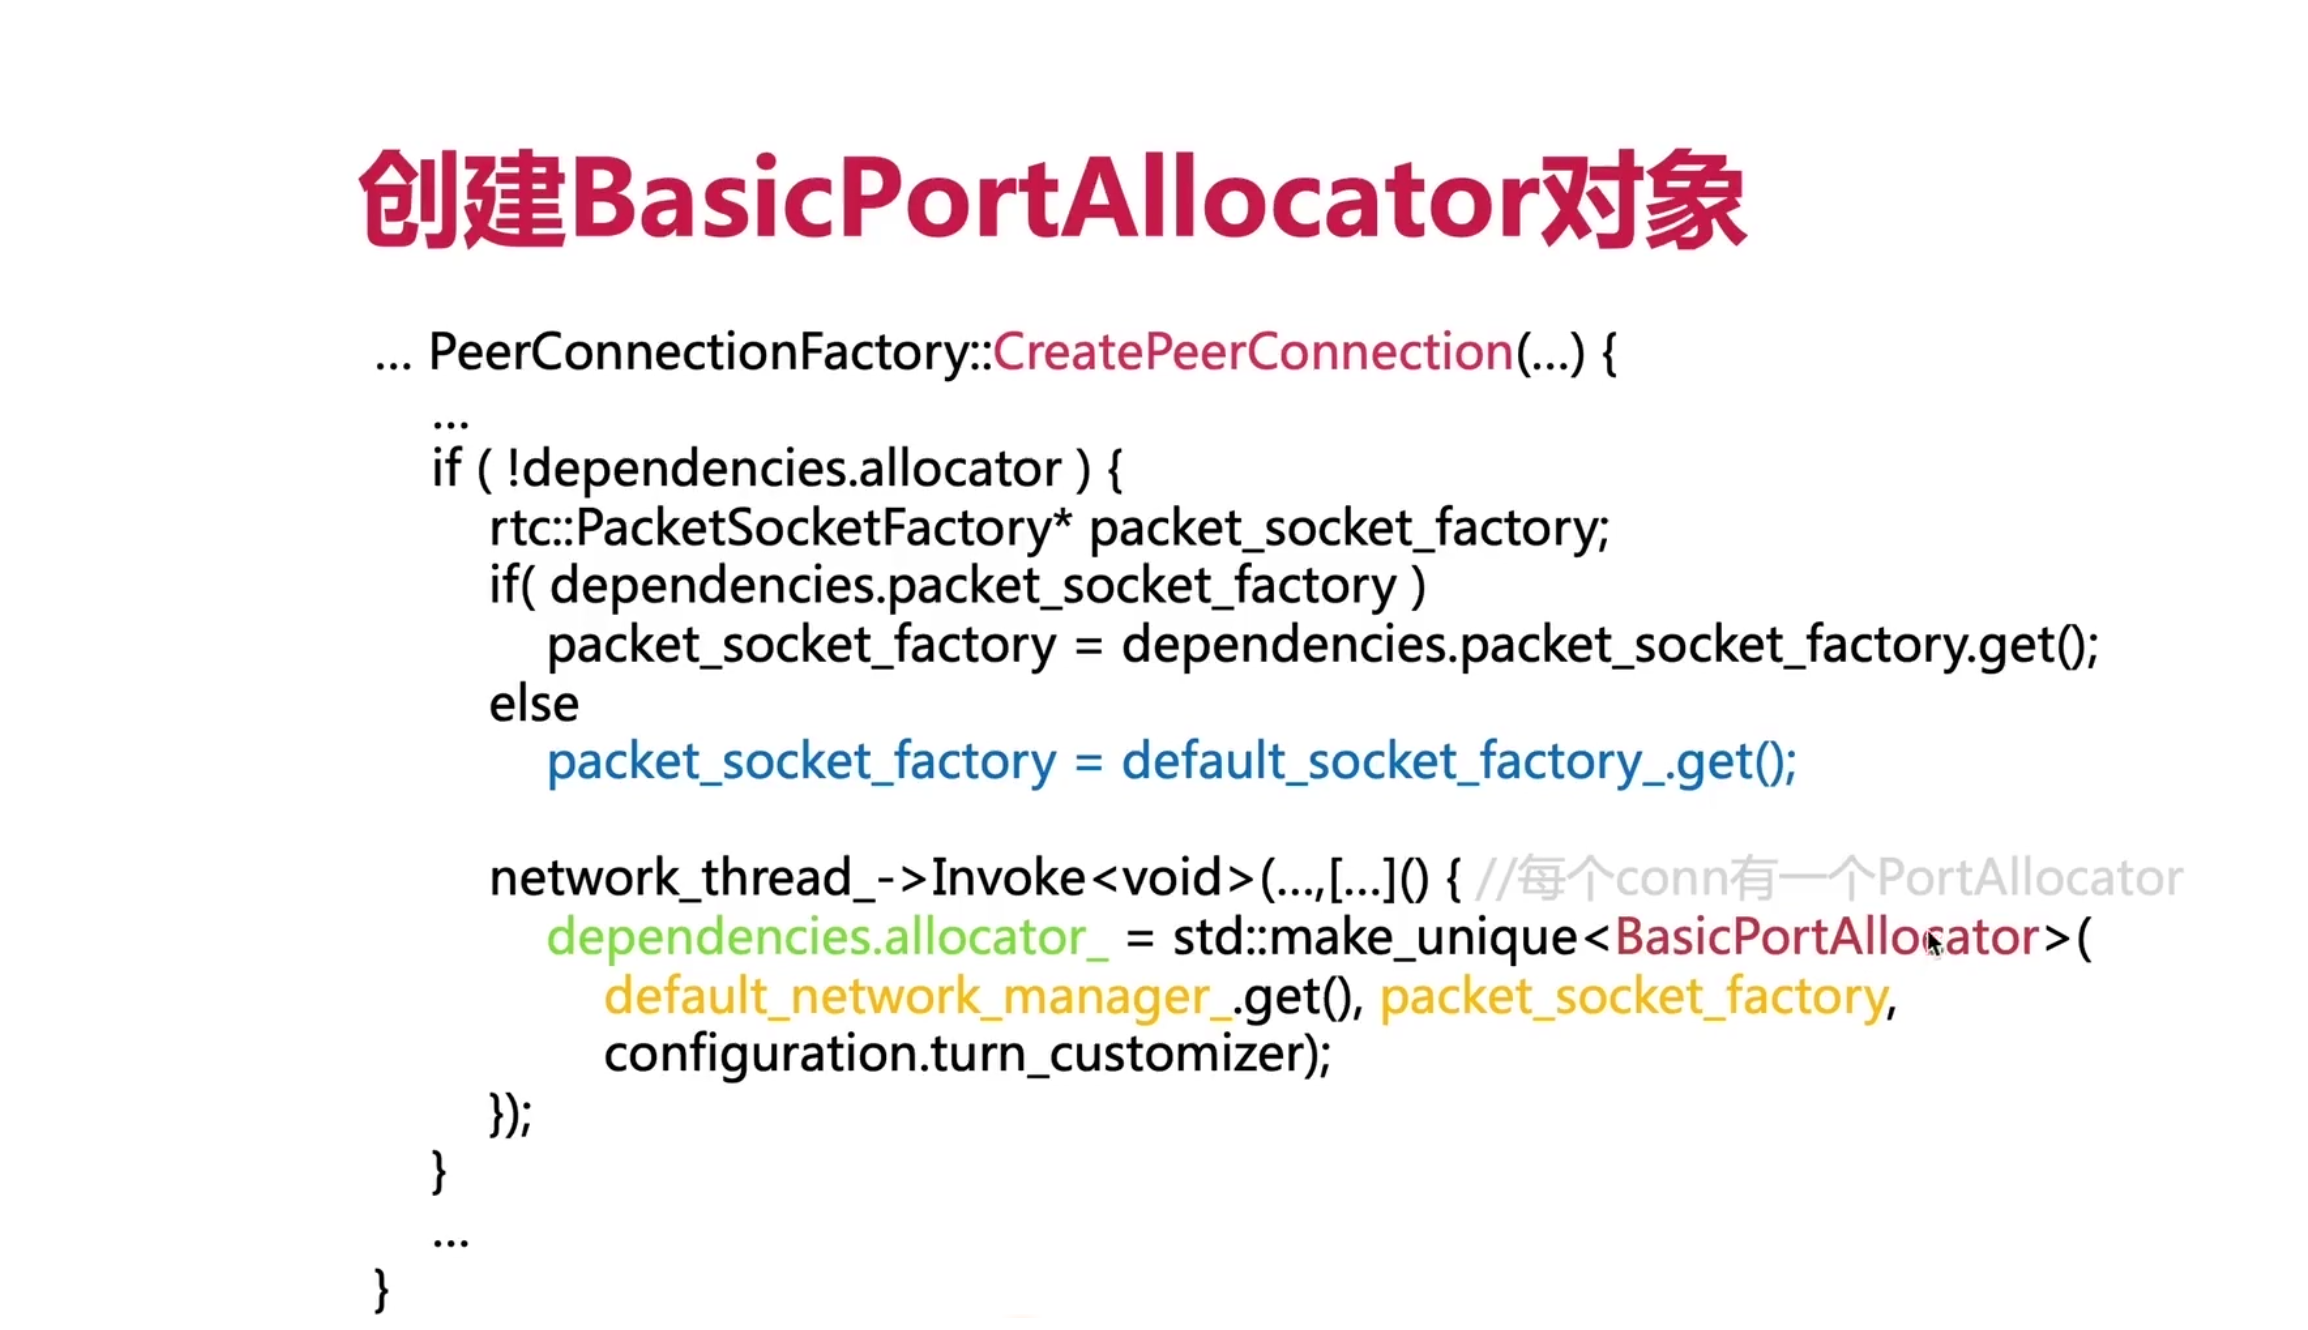 创建BasicPortAllocator对象
... PeerConnectionFactory::CreatePeerConnection(...) {
...
if ( !dependencies.allocator ) {
rtc::PacketSocketFactory* packet_socket_factory;
if( dependencies.packet_socket_factory )
packet_socket_factory = dependencies.packet_socket_factory.get();
else
packet_socket_factory = default_socket_factory_.get();
network_thread_->Invoke<void>(...,[...]() { //每个conn有一个PortAllocator
dependencies.allocator_ = std::make_unique<BasicPortAllocator>(
default_network_manager_.get(), packet_socket_factory,
configuration.turn_customizer);
});
}
...
}